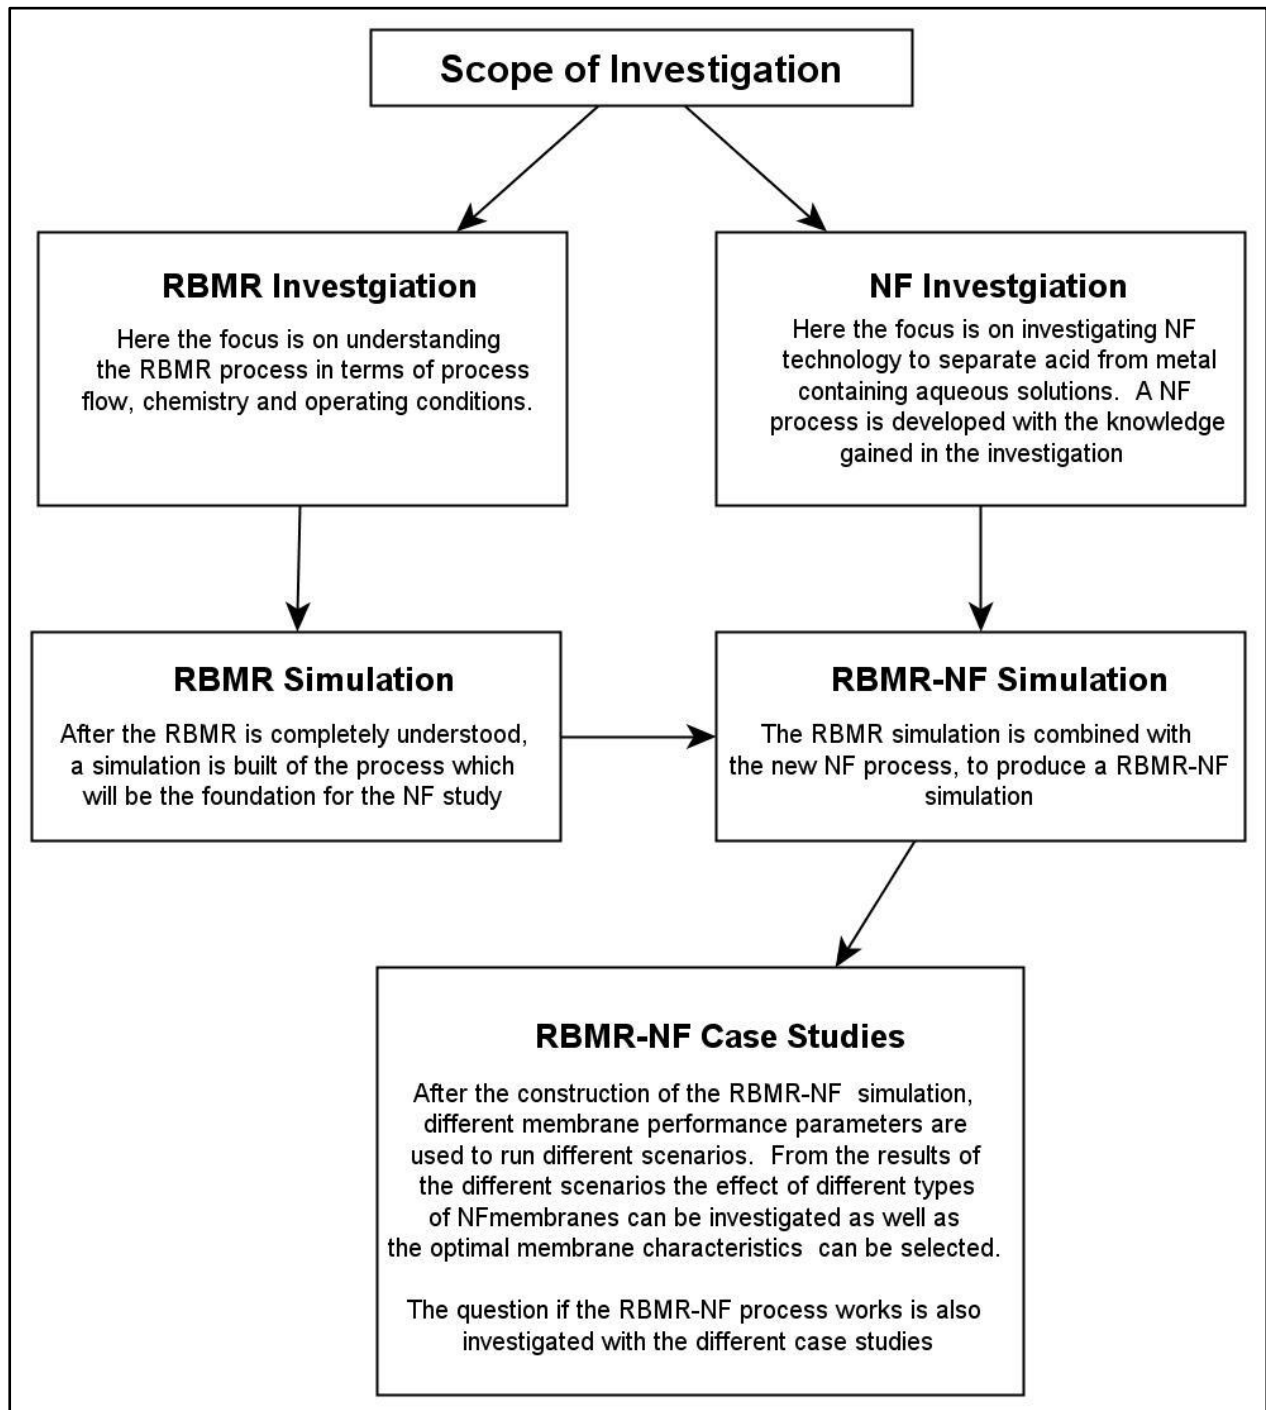 Scope of Investigation
RBMR Investgiation
Here the focus is on understanding
the RBMR process in terms of process
flow, chemistry and operating conditions.
NF Investgiation
Here the focus is on investigating NF
technology to separate acid from metal
containing aqueous solutions.  A NF
process is developed with the knowledge
gained in the investigation
RBMR Simulation
After the RBMR is completely understood,
a simulation is built of the process which
will be the foundation for the NF study
RBMR-NF Simulation
The RBMR simulation is combined with
the new NF process, to produce a RBMR-NF
simulation
RBMR-NF Case Studies
After the construction of the RBMR-NF  simulation,
different membrane performance parameters are
used to run different scenarios.  From the results of
the different scenarios the effect of different types
of NFmembranes can be investigated as well as
the optimal membrane characteristics  can be selected.
The question if the RBMR-NF process works is also
investigated with the different case studies